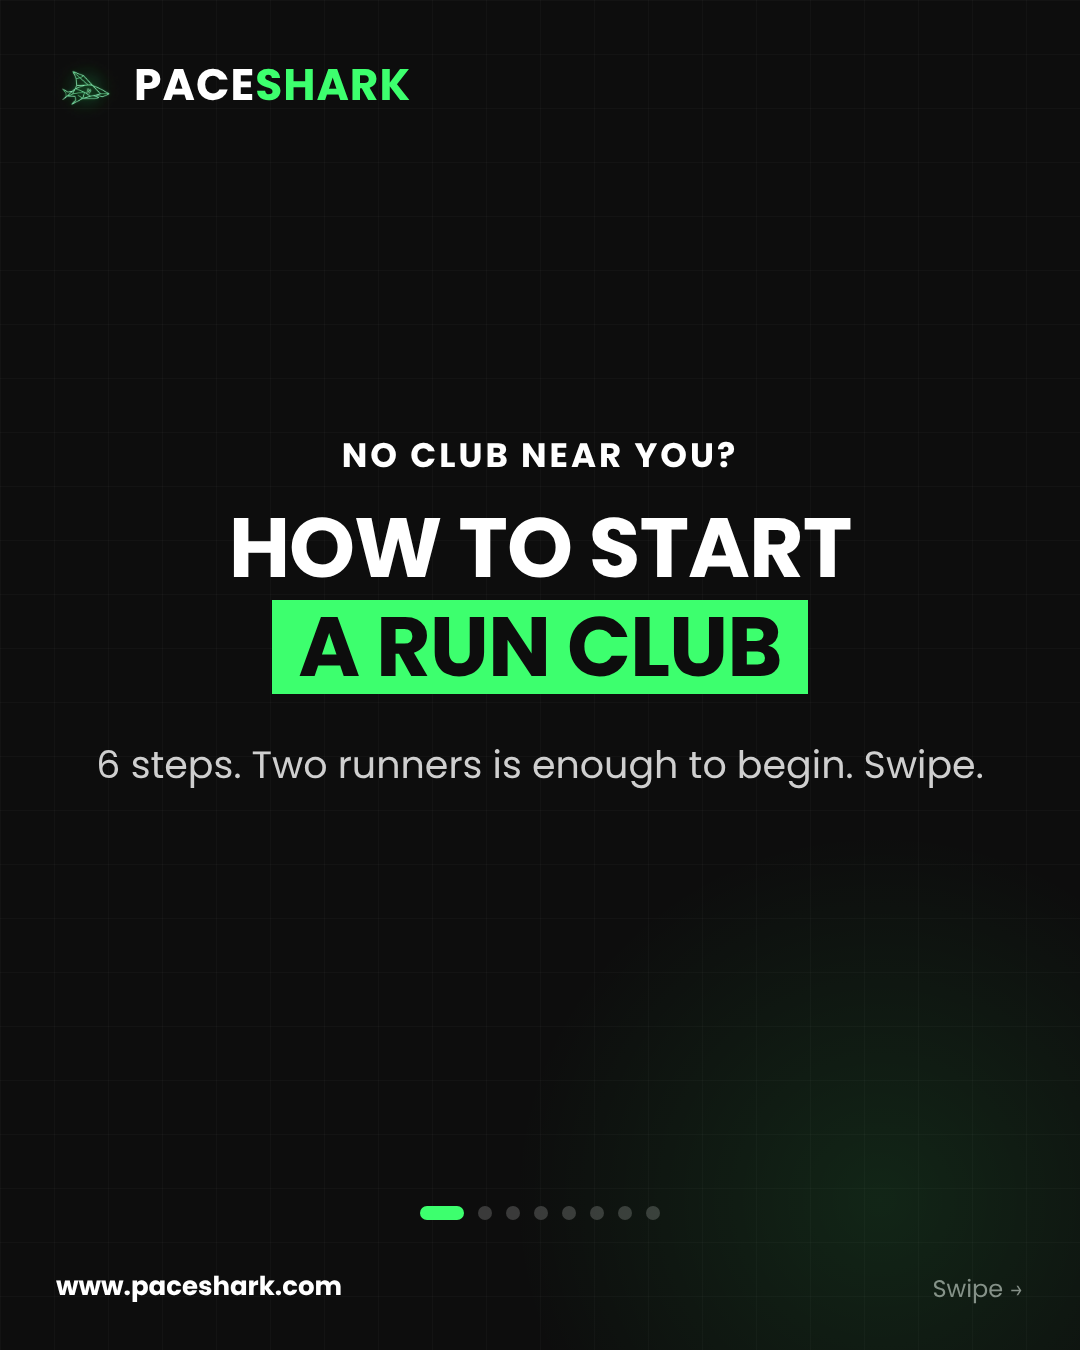 PACESHARK
NO CLUB NEAR YOU?
HOW TO START
A RUN CLUB
6 steps. Two runners is enough to begin. Swipe.
www.paceshark.com
Swipe →